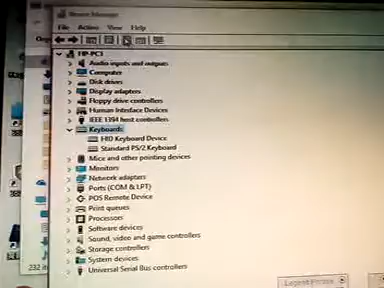 Device Manager
File Action View Help
HP-PC3
Audio inputs and outputs
Computer
Disk drives
Display adapters
Floppy drive controllers
Human Interface Devices
IEEE 1394 host controllers
Keyboards
HID Keyboard Device
Standard PS/2 Keyboard
Mice and other pointing devices
Monitors
Network adapters
Ports (COM & LPT)
POS Remote Device
Print queues
Processors
Software devices
Sound, video and game controllers
Storage controllers
System devices
Universal Serial Bus controllers
232 it